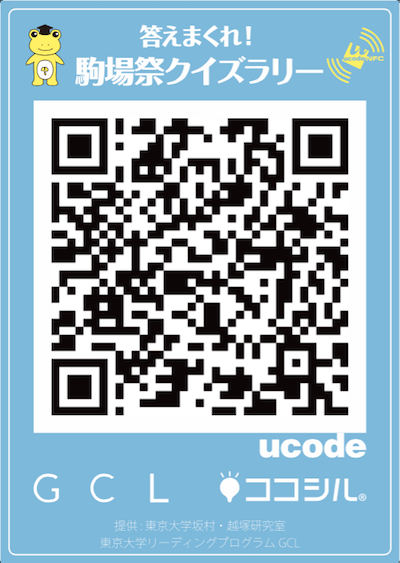 答えまくれ!
駒場祭クイズラリー
ucodeNFC
ucode
GCL
ココシル®
提供:東京大学坂村・越塚研究室
東京大学リーディングプログラム GCL